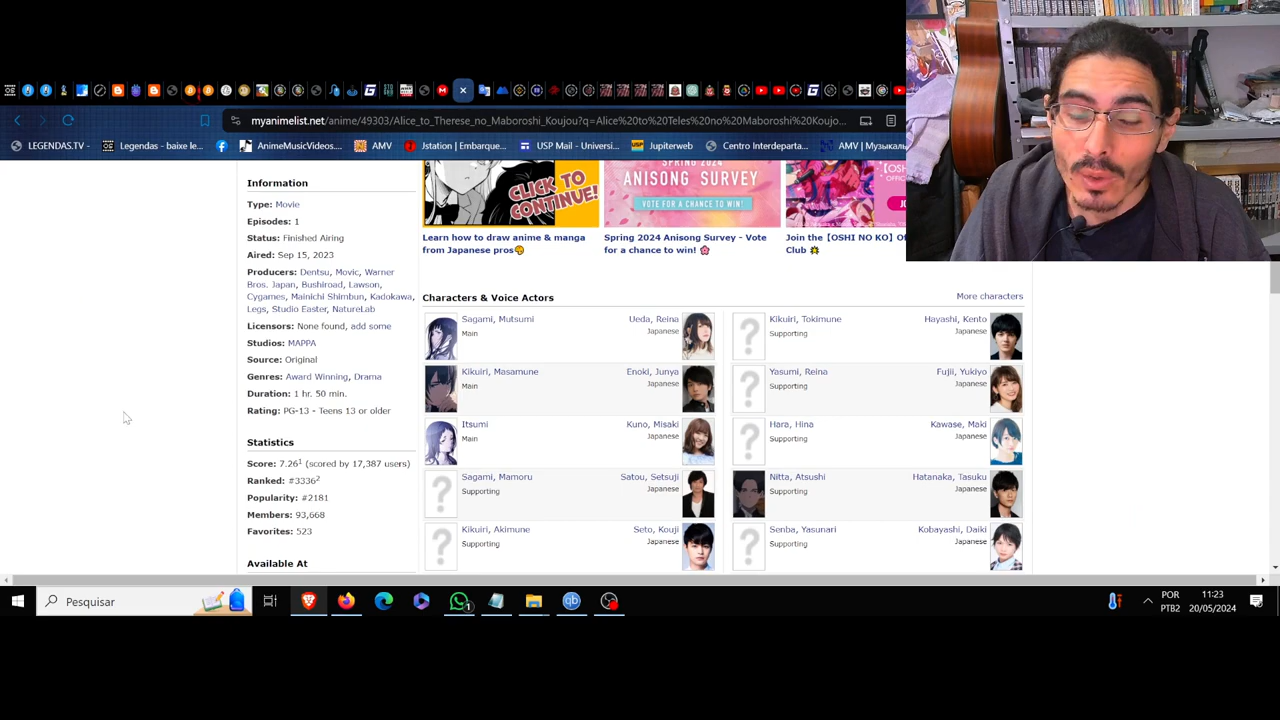 myanimelist.net/anime/49303/Alice_to_Therese_no_Maboroshi_Koujou?q=Alice%20to%20Teles%20no%20Maboroshi%20Koujo...
LEGENDAS.TV
Legendas - baixe le...
AnimeMusicVideos....
AMV
Jstation | Embarque...
USP Mail - Universi...
Jupiterweb
Centro Interdeparta...
AMV | Музыкаль
CLICK TO CONTINUE!
SPRING 2024
ANISONG SURVEY
VOTE FOR A CHANCE TO WIN!
Learn how to draw anime & manga
from Japanese pros
Spring 2024 Anisong Survey - Vote
for a chance to win!
Join the【OSHI NO KO】Of
Club
Information
Type: Movie
Episodes: 1
Status: Finished Airing
Aired: Sep 15, 2023
Producers: Dentsu, Movic, Warner
Bros. Japan, Bushiroad, Lawson,
Cygames, Mainichi Shimbun, Kadokawa,
Legs, Studio Easter, NatureLab
Licensors: None found, add some
Studios: MAPPA
Source: Original
Genres: Award Winning, Drama
Duration: 1 hr. 50 min.
Rating: PG-13 - Teens 13 or older
Statistics
Score: 7.26¹ (scored by 17,387 users)
Ranked: #3336²
Popularity: #2181
Members: 93,668
Favorites: 523
Available At
Characters & Voice Actors
More characters
Sagami, Mutsumi
Main
Ueda, Reina
Japanese
Kikuiri, Tokimune
Supporting
Hayashi, Kento
Japanese
Kikuiri, Masamune
Main
Enoki, Junya
Japanese
Yasumi, Reina
Supporting
Fujii, Yukiyo
Japanese
Itsumi
Main
Kuno, Misaki
Japanese
Hara, Hina
Supporting
Kawase, Maki
Japanese
Sagami, Mamoru
Supporting
Satou, Setsuji
Japanese
Nitta, Atsushi
Supporting
Hatanaka, Tasuku
Japanese
Kikuiri, Akimune
Supporting
Seto, Kouji
Japanese
Senba, Yasunari
Supporting
Kobayashi, Daiki
Japanese
Pesquisar
POR
PTB2
11:23
20/05/2024